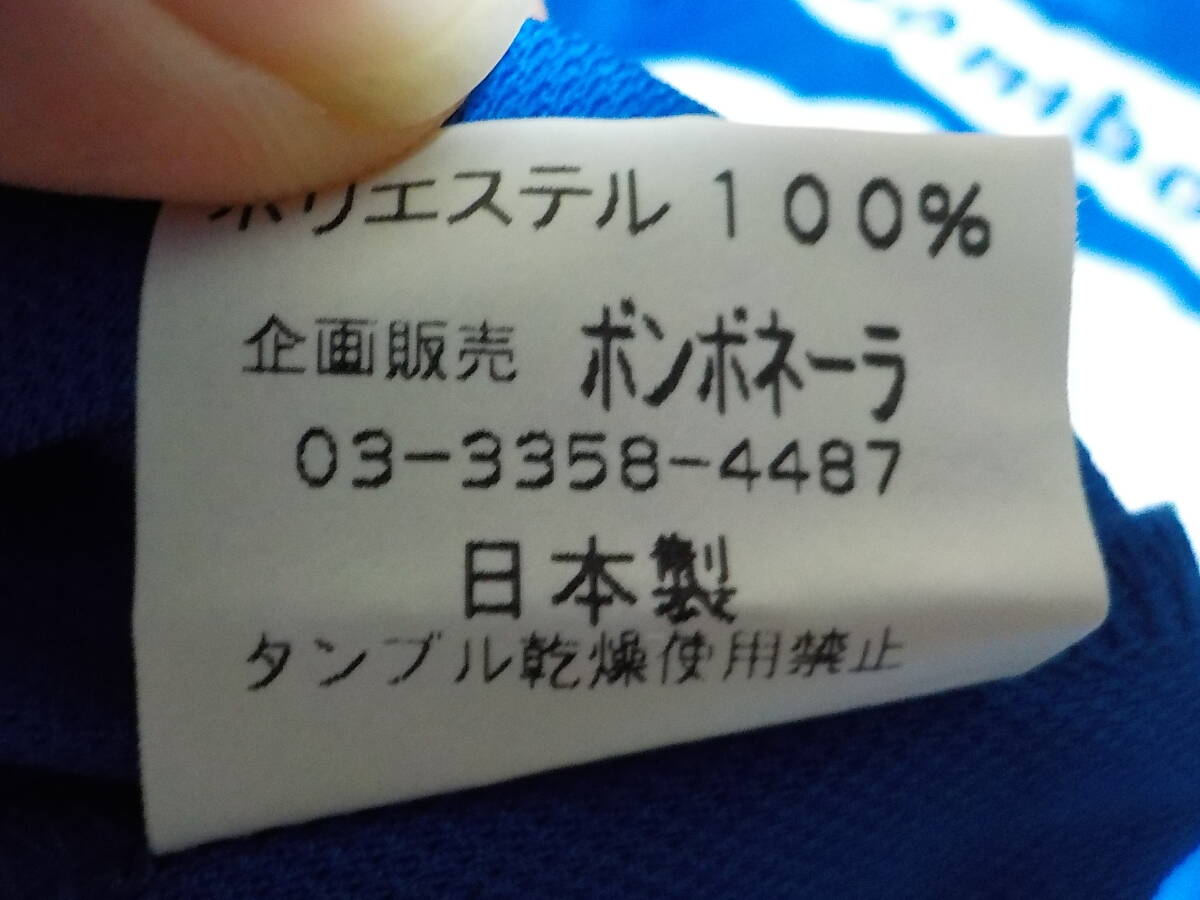 ポリエステル 100%
企画販売 ボンボネーラ
03-3358-4487
日本製
タンブル乾燥使用禁止